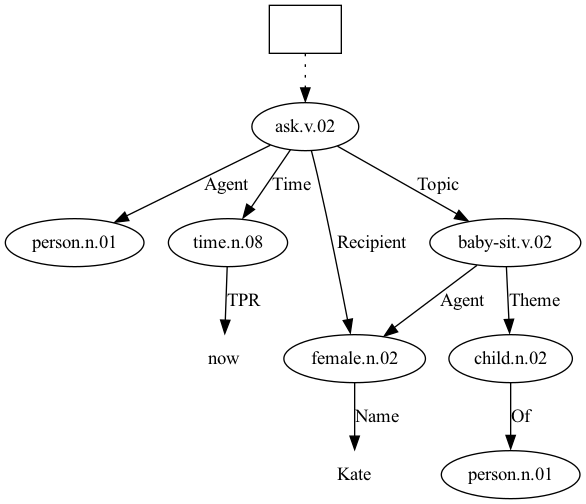 ask.v.02
Agent
Time
Topic
person.n.01
time.n.08
Recipient
baby-sit.v.02
TPR
Agent
Theme
now
female.n.02
child.n.02
Name
Of
Kate
person.n.01